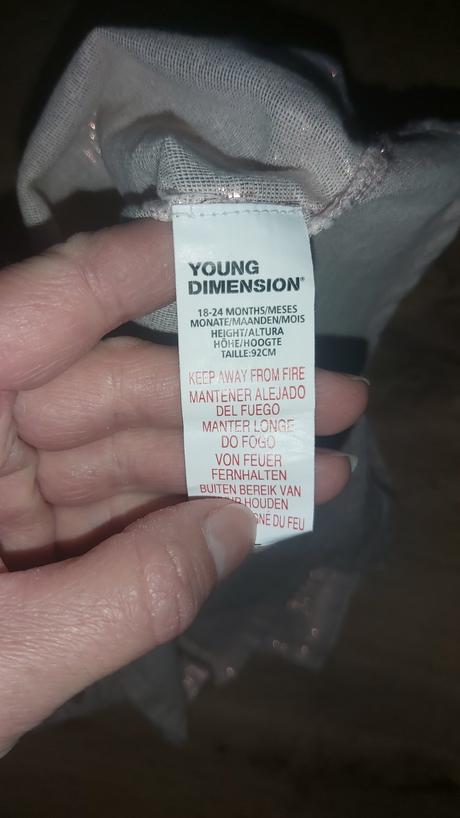 YOUNG
DIMENSION®
18-24 MONTHS/MESES
MONATE/MAANDEN/MOIS
HEIGHT/ALTURA
HÖHE/HOOGTE
TAILLE:92CM
KEEP AWAY FROM FIRE
MANTENER ALEJADO
DEL FUEGO
MANTER LONGE
DO FOGO
VON FEUER
FERNHALTEN
BUITEN BEREIK VAN
HOUDEN
DU FEU